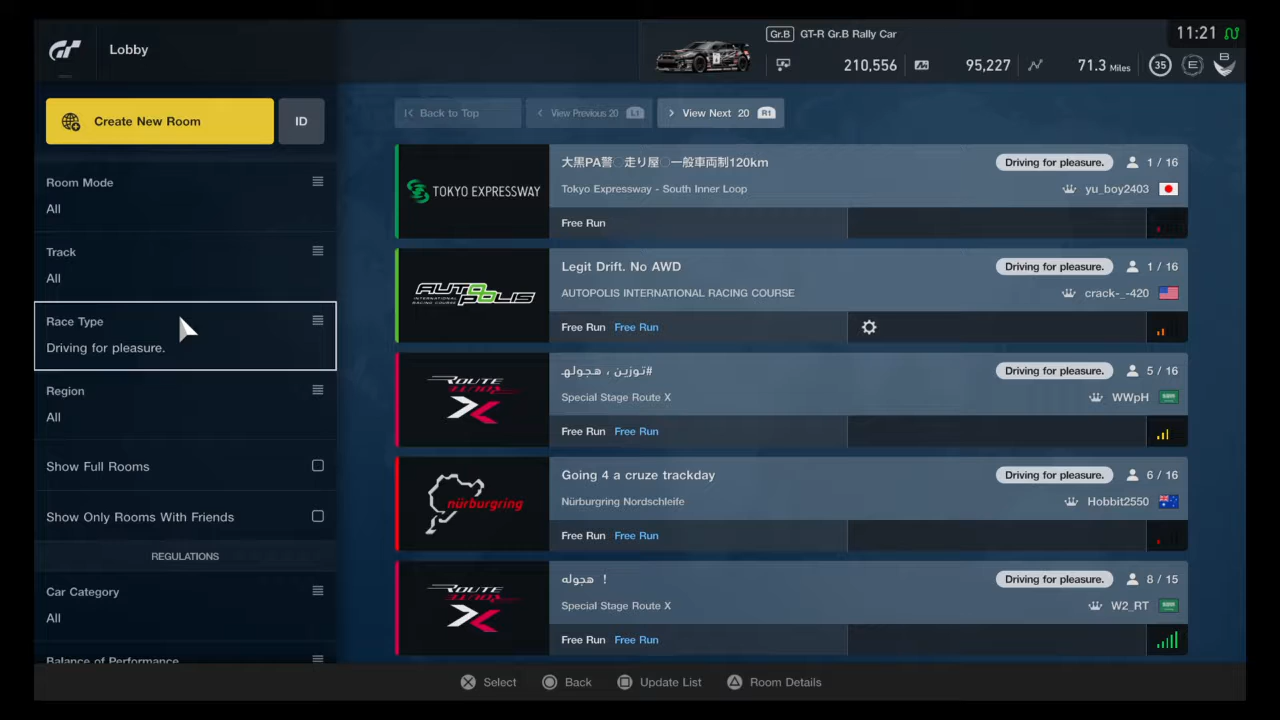 GT Lobby
Gr.B GT-R Gr.B Rally Car
11:21
210,556 95,227 71.3 Miles 35 E B
Create New Room
ID
Back to Top
View Previous 20 L1
View Next 20 R1
Room Mode
All
Track
All
Race Type
Driving for pleasure.
Region
All
Show Full Rooms
Show Only Rooms With Friends
REGULATIONS
Car Category
All
Balance of Performance
TOKYO EXPRESSWAY
大黒PA警〇走り屋〇一般車両制120km
Driving for pleasure. 1 / 16
Tokyo Expressway - South Inner Loop
yu_boy2403
Free Run
AUTOPOLIS
INTERNATIONAL RACING COURSE
Legit Drift. No AWD
Driving for pleasure. 1 / 16
AUTOPOLIS INTERNATIONAL RACING COURSE
crack-_-420
Free Run Free Run
ROUTE
X
#توزين ، هجولهـ
Driving for pleasure. 5 / 16
Special Stage Route X
WWpH
Free Run Free Run
nürburgring
Going 4 a cruze trackday
Driving for pleasure. 6 / 16
Nürburgring Nordschleife
Hobbit2550
Free Run Free Run
ROUTE
X
هجوله !
Driving for pleasure. 8 / 15
Special Stage Route X
W2_RT
Free Run Free Run
Select Back Update List Room Details